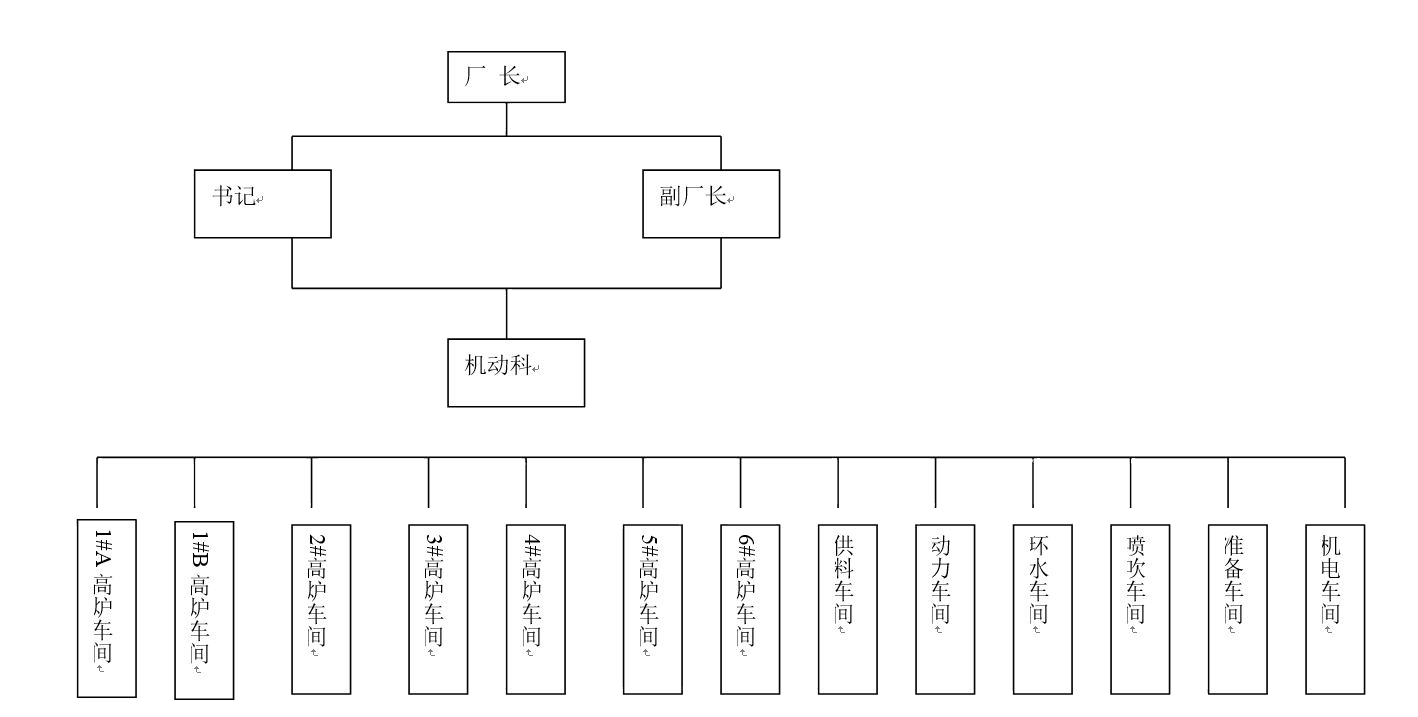 厂 长
书记
副厂长
机动科
1#A 高炉车间
1#B 高炉车间
2#高炉车间
3#高炉车间
4#高炉车间
5#高炉车间
6#高炉车间
供料车间
动力车间
环水车间
喷吹车间
准备车间
机电车间